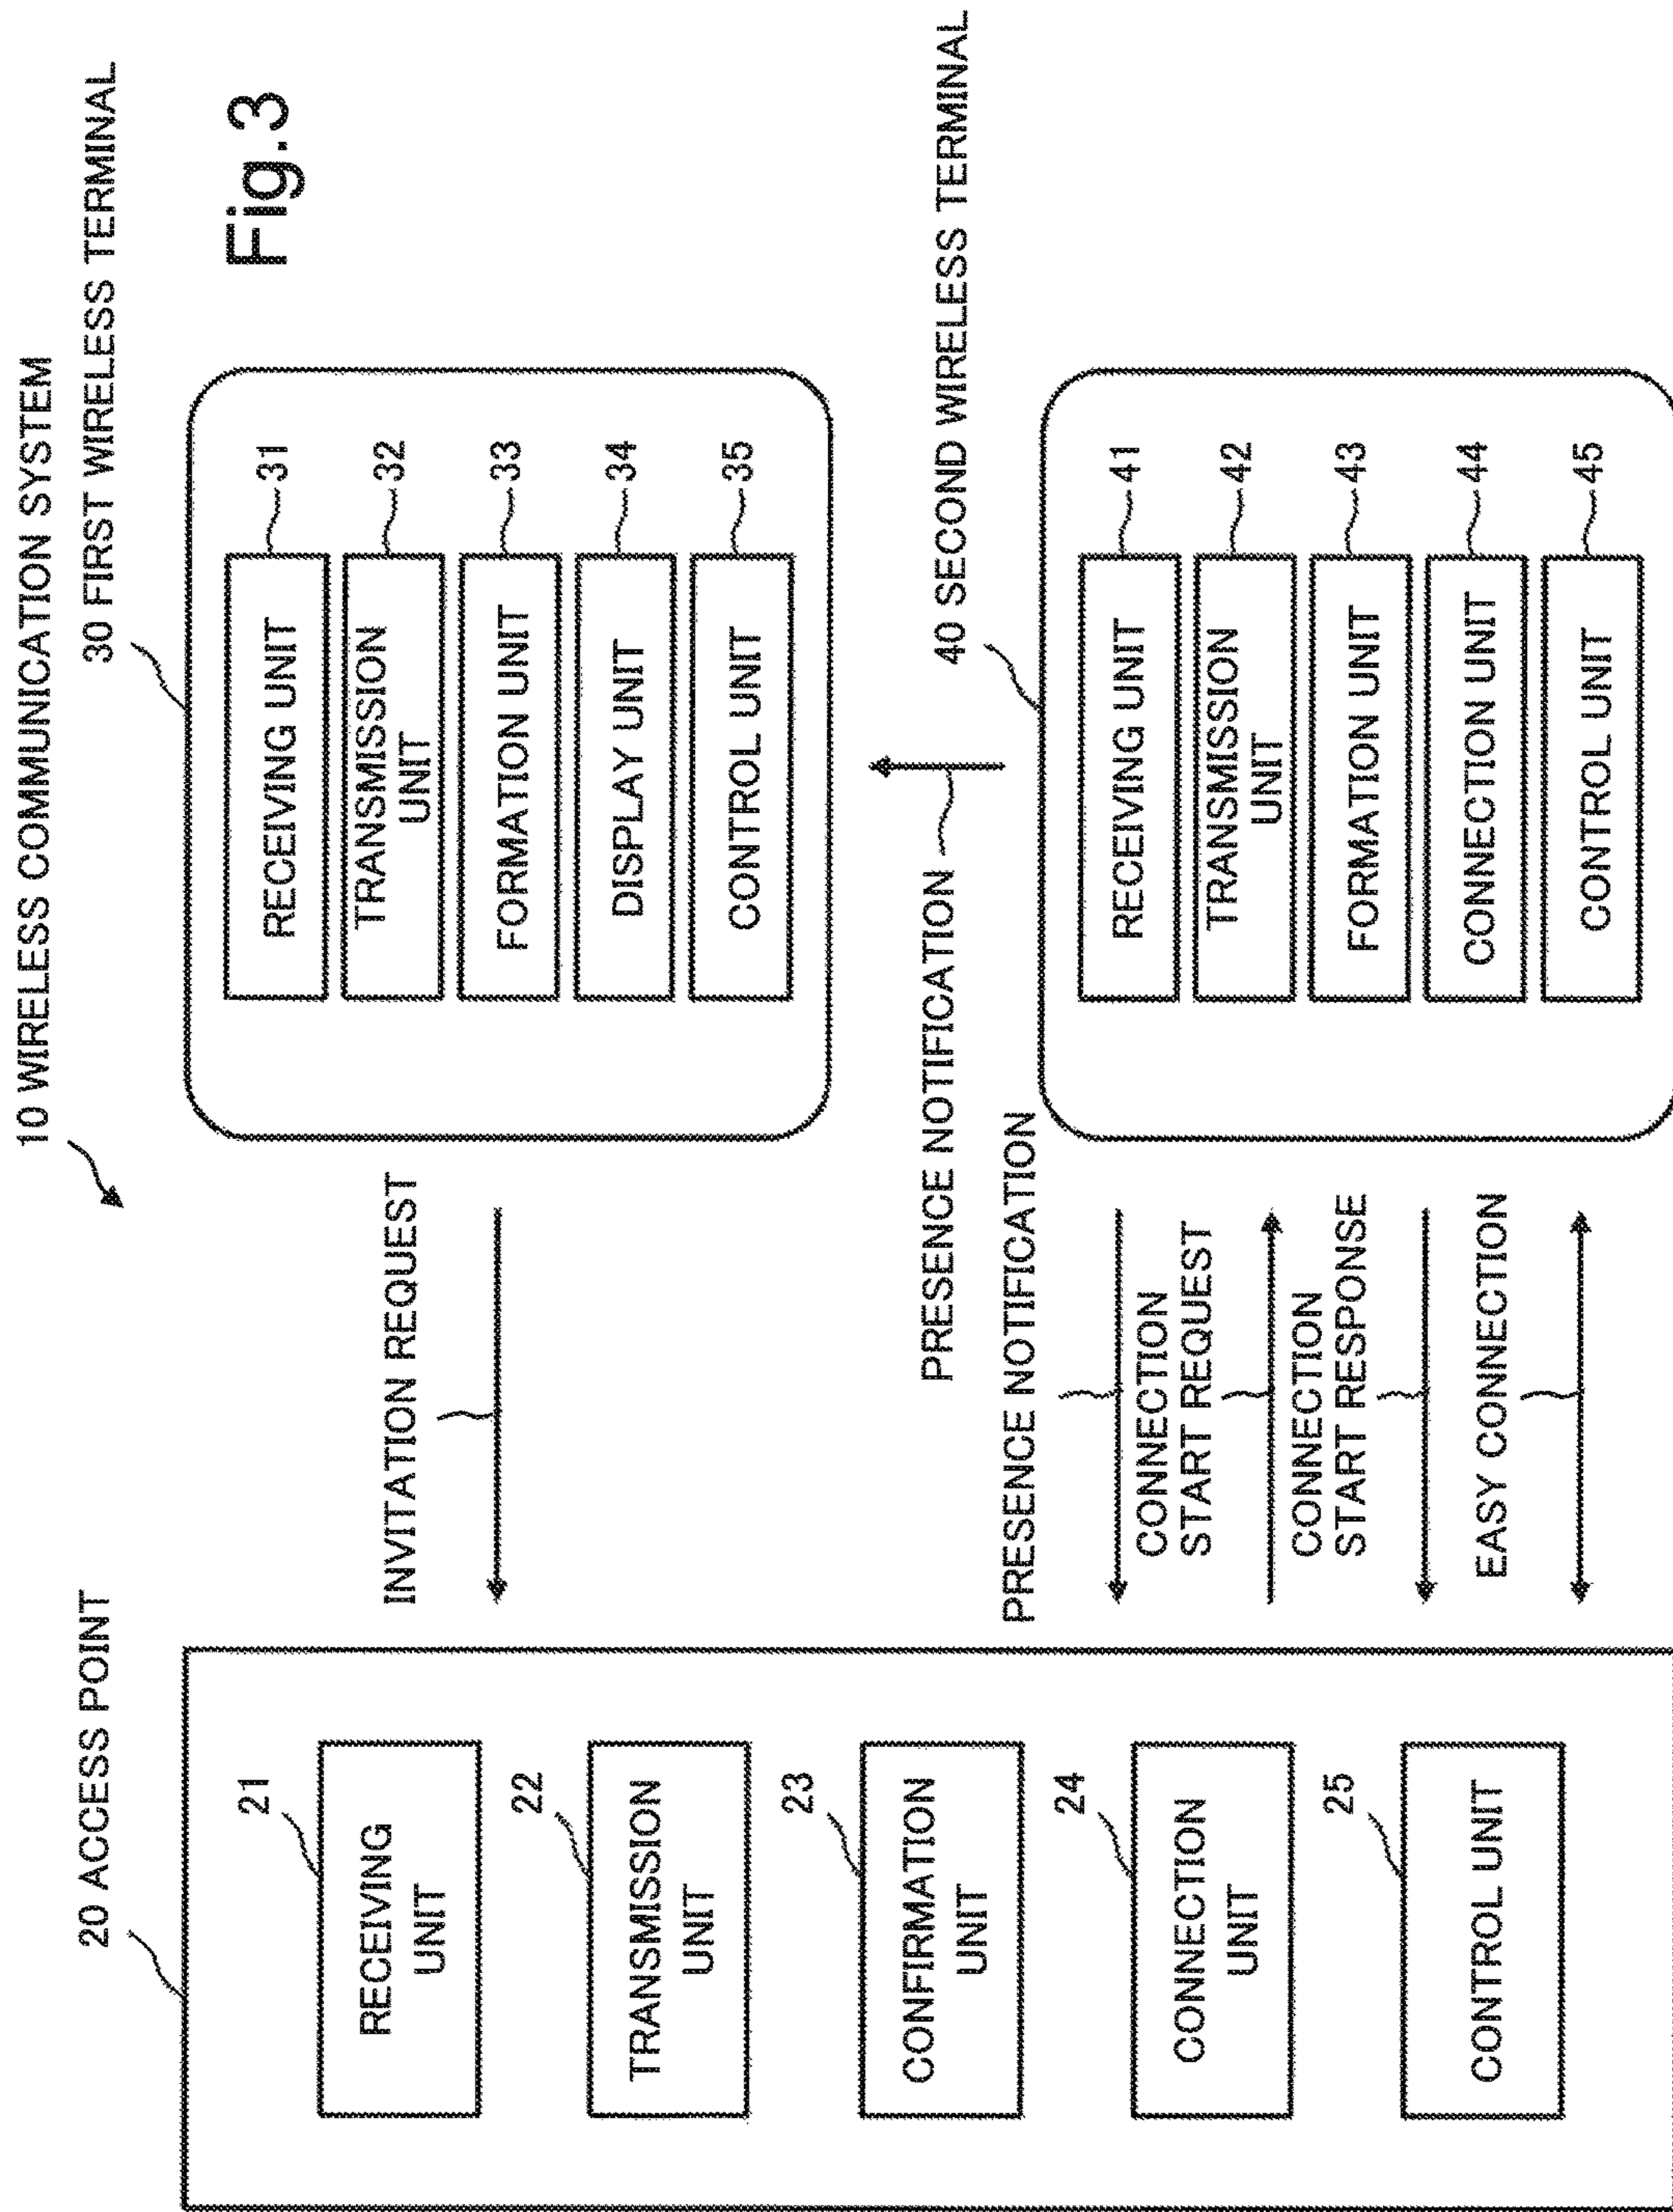 Fig.3
10 WIRELESS COMMUNICATION SYSTEM
20 ACCESS POINT
21
RECEIVING
UNIT
22
TRANSMISSION
UNIT
23
CONFIRMATION
UNIT
24
CONNECTION
UNIT
25
CONTROL UNIT
INVITATION REQUEST
30 FIRST WIRELESS TERMINAL
RECEIVING UNIT
31
TRANSMISSION
UNIT
32
FORMATION UNIT
33
DISPLAY UNIT
34
CONTROL UNIT
35
PRESENCE NOTIFICATION
PRESENCE NOTIFICATION
CONNECTION
START REQUEST
CONNECTION
START RESPONSE
EASY CONNECTION
40 SECOND WIRELESS TERMINAL
RECEIVING UNIT
41
TRANSMISSION
UNIT
42
FORMATION UNIT
43
CONNECTION UNIT
44
CONTROL UNIT
45